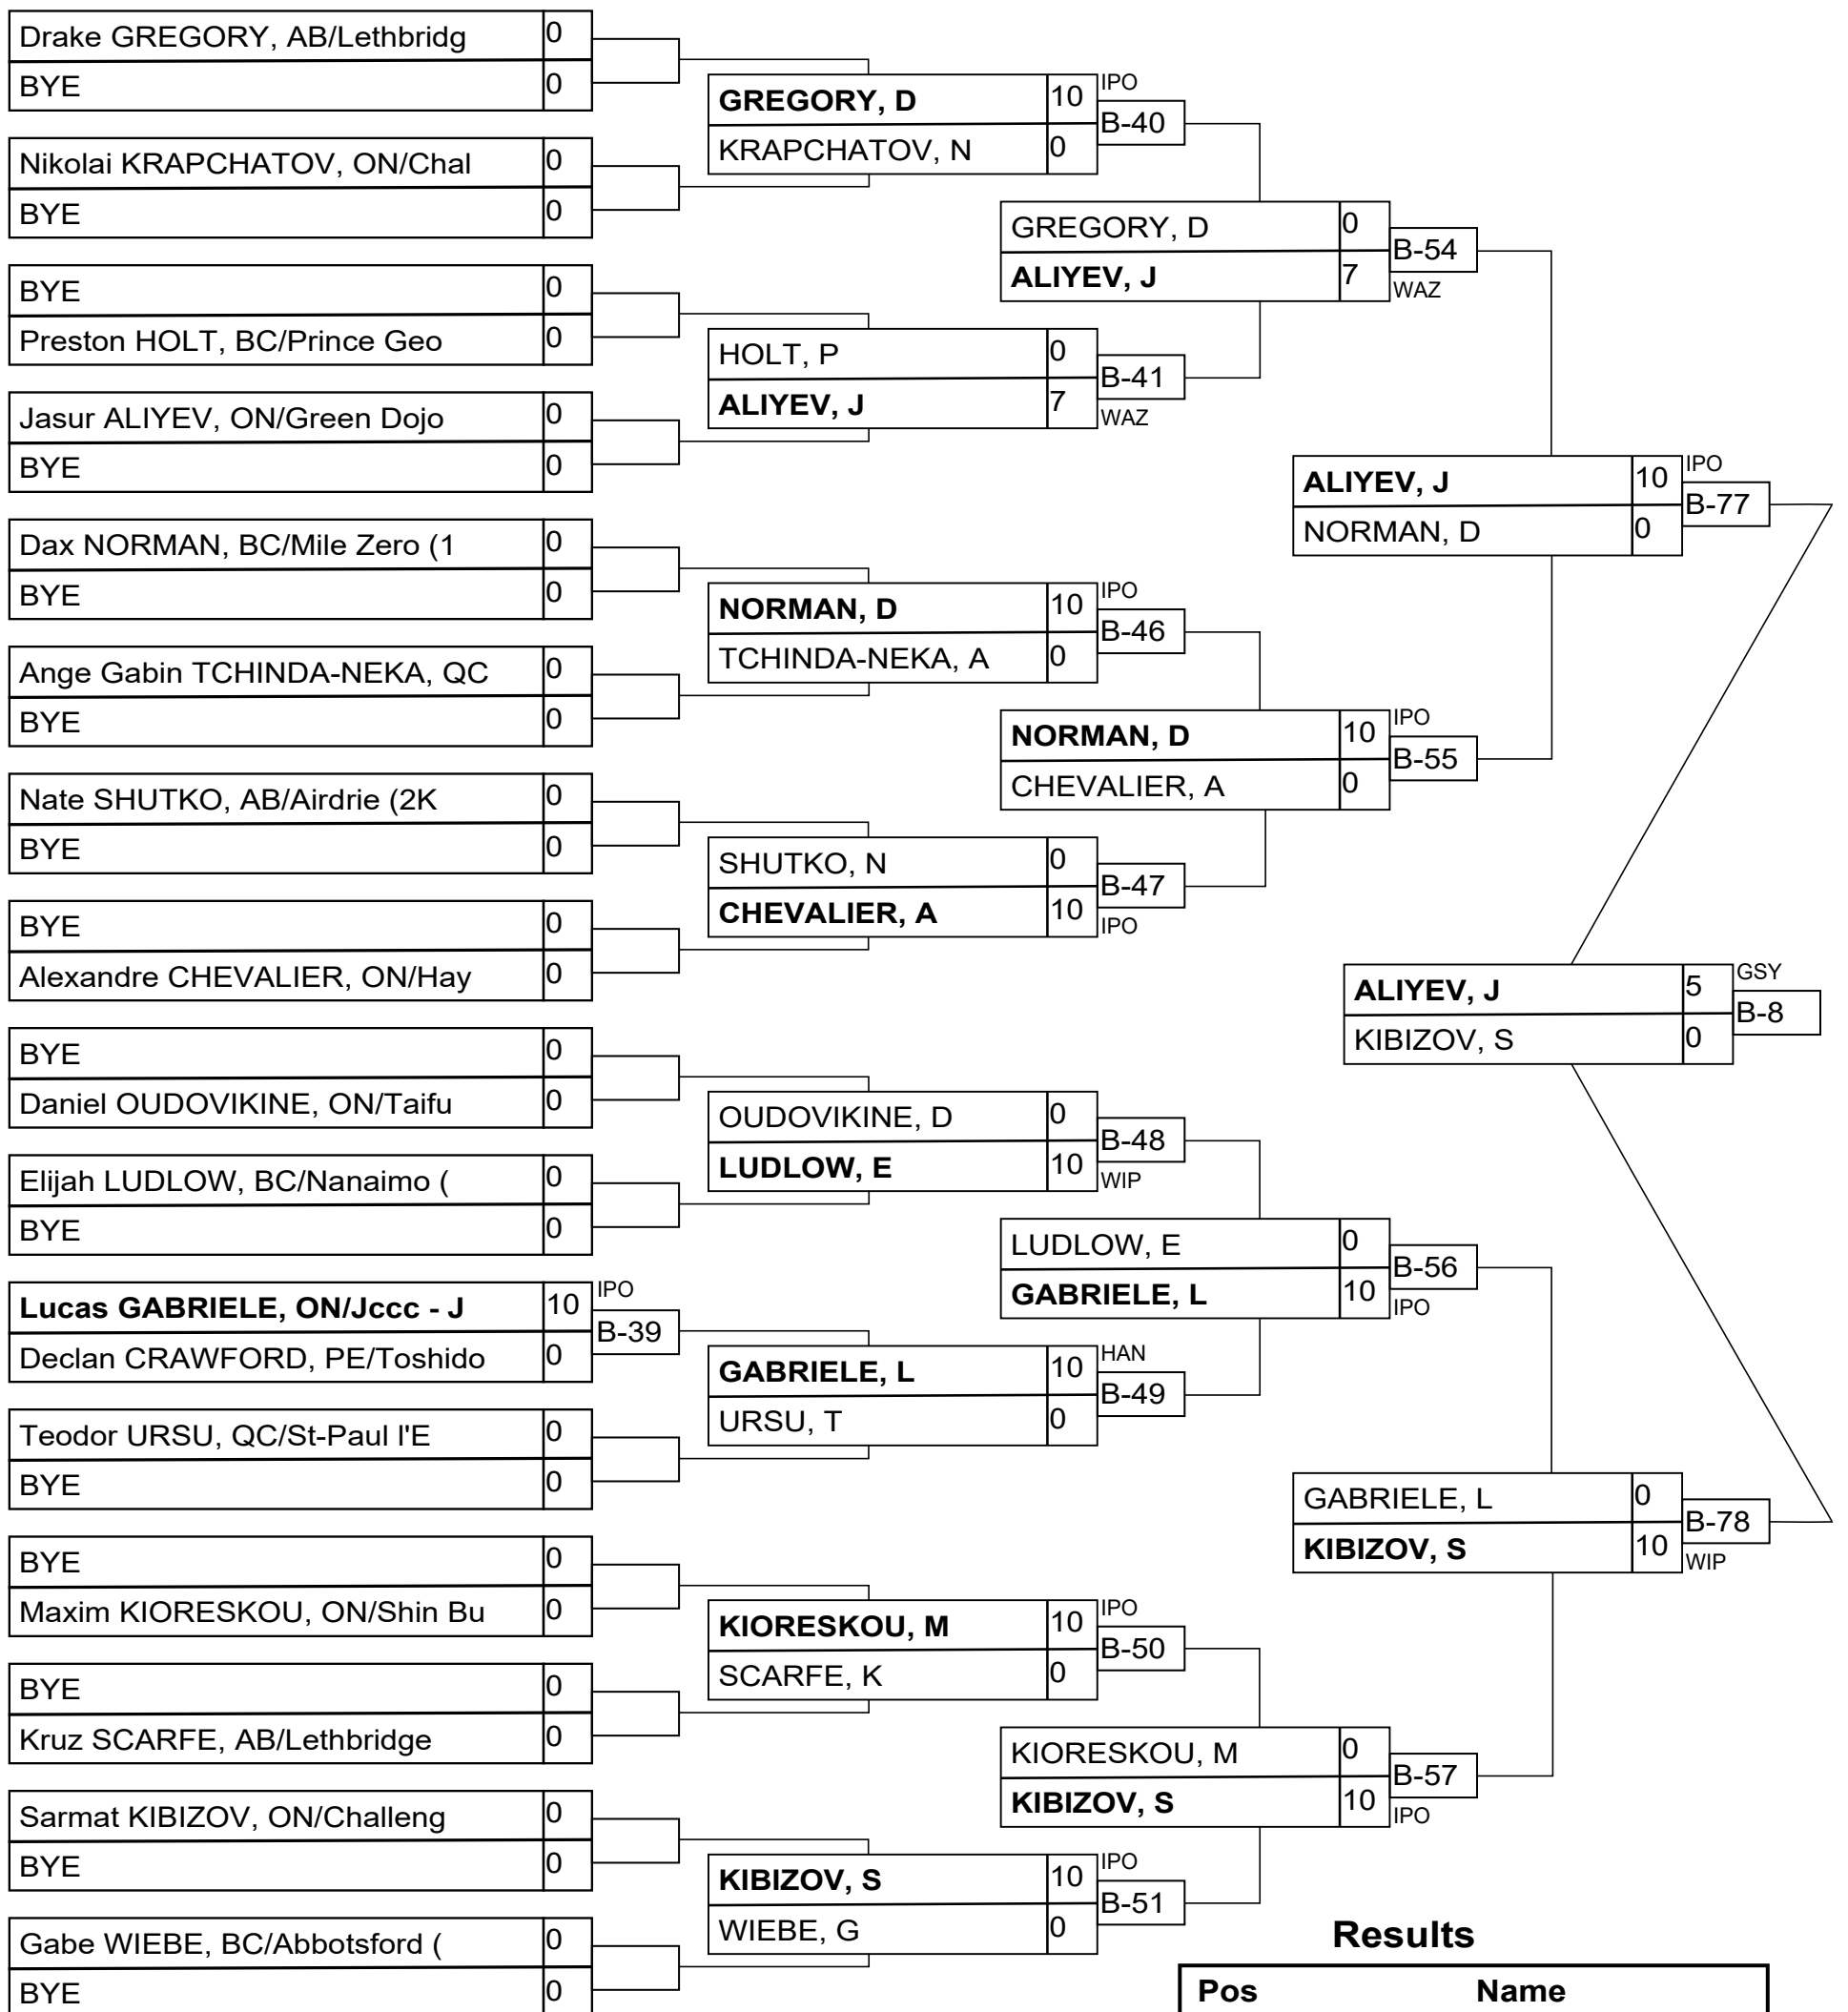 Drake GREGORY, AB/Lethbridg 0
BYE 0
Nikolai KRAPCHATOV, ON/Chal 0
BYE 0
BYE 0
Preston HOLT, BC/Prince Geo 0
Jasur ALIYEV, ON/Green Dojo 0
BYE 0
Dax NORMAN, BC/Mile Zero (1 0
BYE 0
Ange Gabin TCHINDA-NEKA, QC 0
BYE 0
Nate SHUTKO, AB/Airdrie (2K 0
BYE 0
BYE 0
Alexandre CHEVALIER, ON/Hay 0
BYE 0
Daniel OUDOVIKINE, ON/Taifu 0
Elijah LUDLOW, BC/Nanaimo ( 0
BYE 0
Lucas GABRIELE, ON/Jccc - J 10 IPO
B-39
Declan CRAWFORD, PE/Toshido 0
Teodor URSU, QC/St-Paul l'E 0
BYE 0
BYE 0
Maxim KIORESKOU, ON/Shin Bu 0
BYE 0
Kruz SCARFE, AB/Lethbridge 0
Sarmat KIBIZOV, ON/Challeng 0
BYE 0
Gabe WIEBE, BC/Abbotsford ( 0
BYE 0
GREGORY, D 10 IPO
B-40
KRAPCHATOV, N 0
HOLT, P 0
B-41
ALIYEV, J 7 WAZ
NORMAN, D 10 IPO
B-46
TCHINDA-NEKA, A 0
SHUTKO, N 0
B-47
CHEVALIER, A 10 IPO
OUDOVIKINE, D 0
B-48
LUDLOW, E 10 WIP
GABRIELE, L 10 HAN
B-49
URSU, T 0
KIORESKOU, M 10 IPO
B-50
SCARFE, K 0
KIBIZOV, S 10 IPO
B-51
WIEBE, G 0
GREGORY, D 0
B-54
ALIYEV, J 7 WAZ
NORMAN, D 10 IPO
B-55
CHEVALIER, A 0
LUDLOW, E 0
B-56
GABRIELE, L 10 IPO
KIORESKOU, M 0
B-57
KIBIZOV, S 10 IPO
ALIYEV, J 10 IPO
B-77
NORMAN, D 0
GABRIELE, L 0
B-78
KIBIZOV, S 10 WIP
ALIYEV, J 5 GSY
B-8
KIBIZOV, S 0
Results
Pos Name